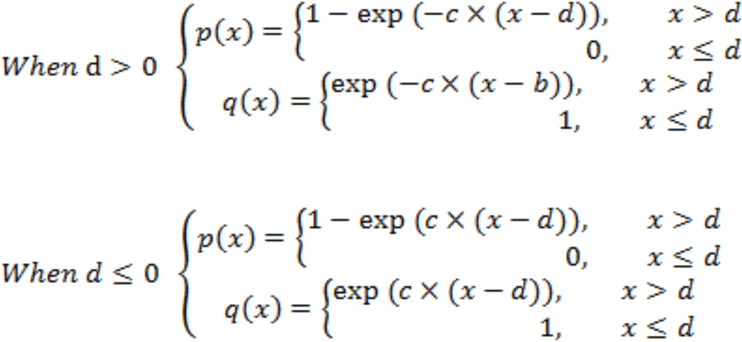 p(x) = {1 − exp (−c × (x − d)), x > d
0, x ≤ d
When d > 0
q(x) = {exp (−c × (x − b)), x > d
1, x ≤ d
p(x) = {1 − exp (c × (x − d)), x > d
0, x ≤ d
When d ≤ 0
q(x) = {exp (c × (x − d)), x > d
1, x ≤ d